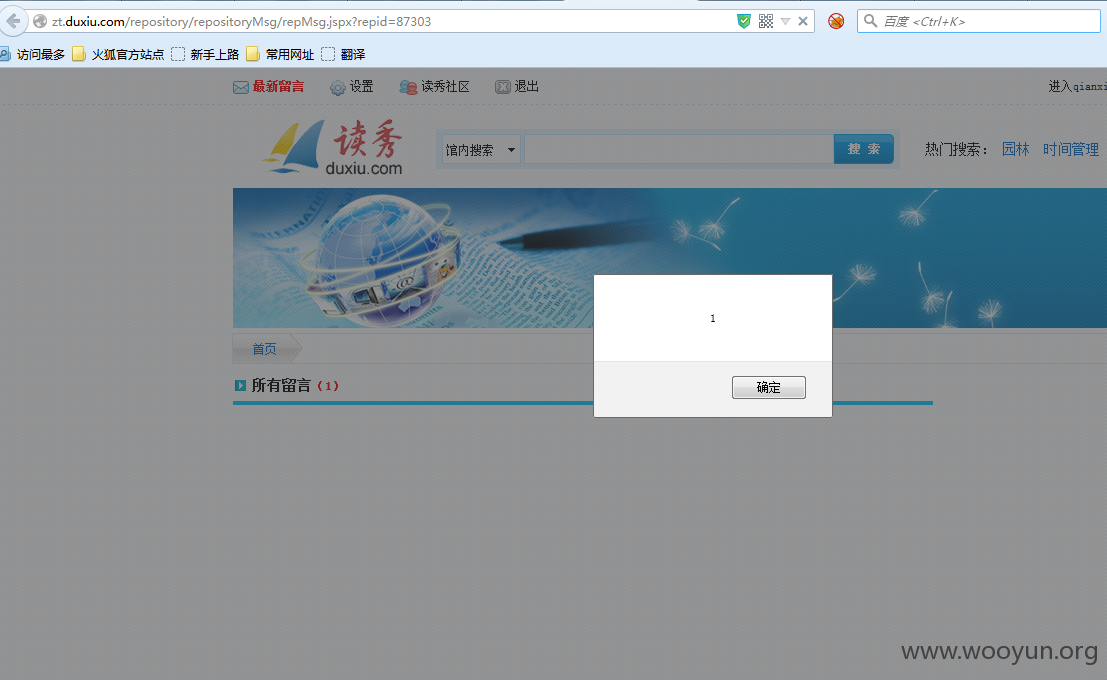 zt.duxiu.com/repository/repositoryMsg/repMsg.jspx?repid=87303
百度 <Ctrl+K>
访问最多 火狐官方站点 新手上路 常用网址 翻译
最新留言 设置 读秀社区 退出 进入qianxi
读秀
duxiu.com
馆内搜索 搜 索 热门搜索： 园林 时间管理
1
确定
首页
所有留言（1）
www.wooyun.org